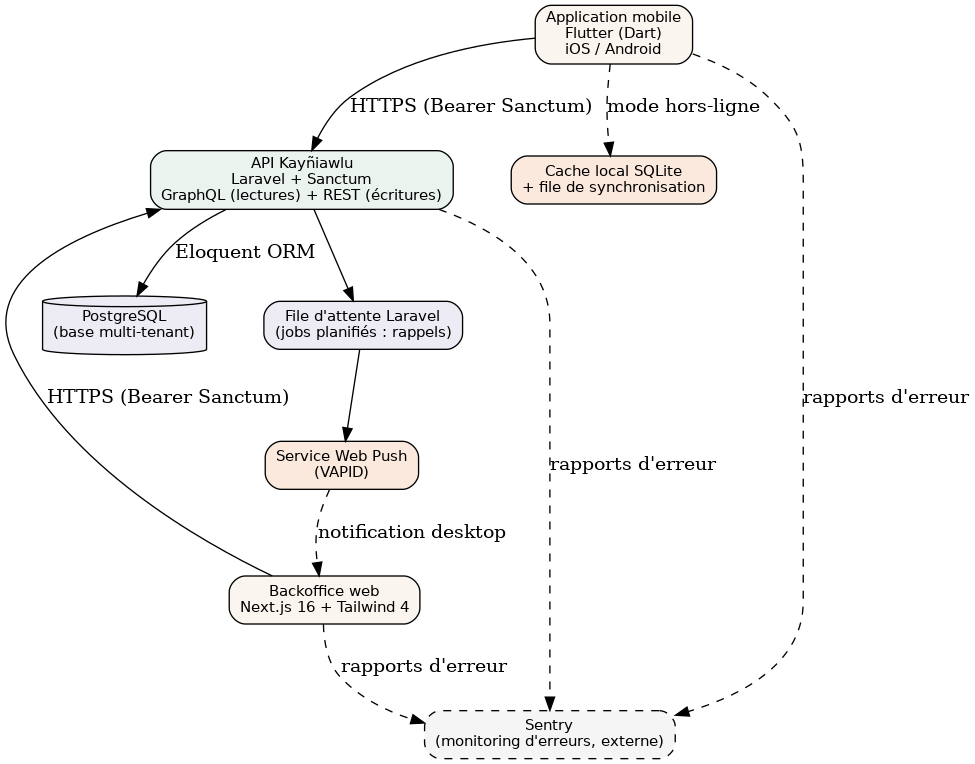 Application mobile
Flutter (Dart)
iOS / Android
HTTPS (Bearer Sanctum)
mode hors-ligne
API Kayñiawlu
Laravel + Sanctum
GraphQL (lectures) + REST (écritures)
Cache local SQLite
+ file de synchronisation
Eloquent ORM
PostgreSQL
(base multi-tenant)
File d'attente Laravel
(jobs planifiés : rappels)
HTTPS (Bearer Sanctum)
rapports d'erreur
Service Web Push
(VAPID)
rapports d'erreur
notification desktop
Backoffice web
Next.js 16 + Tailwind 4
rapports d'erreur
Sentry
(monitoring d'erreurs, externe)